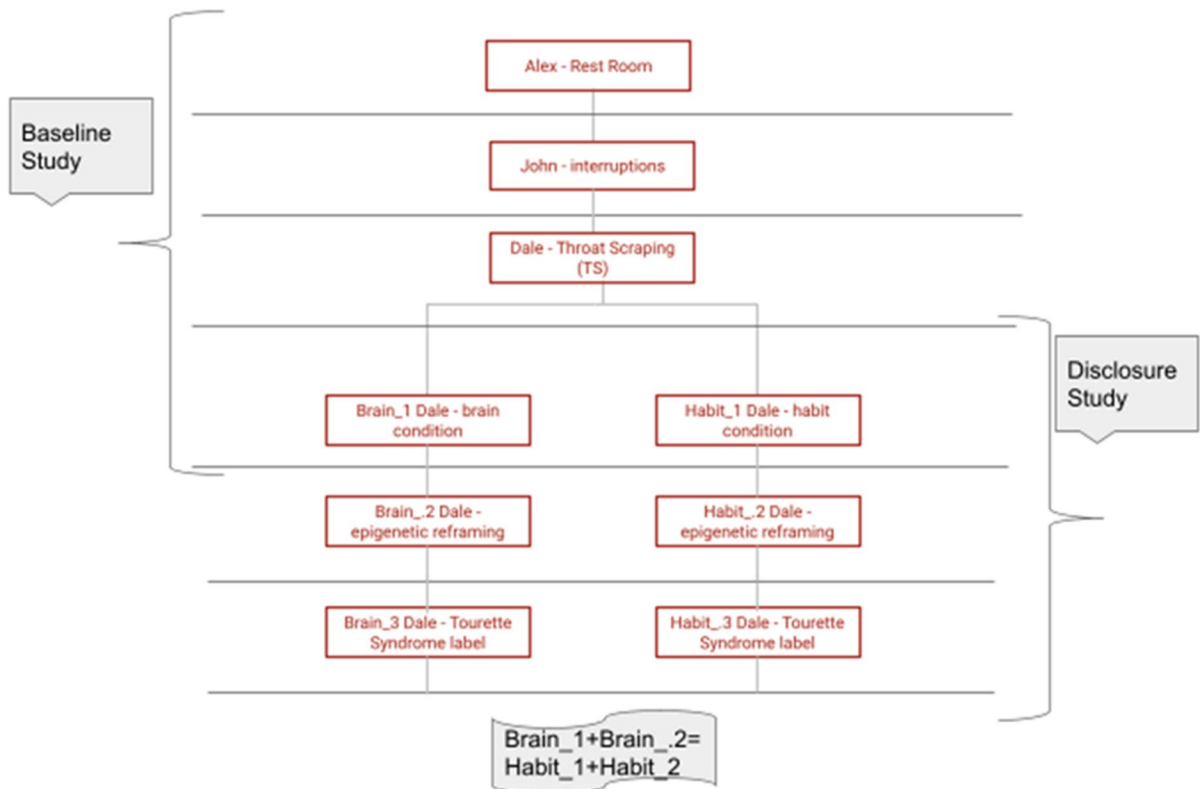 Alex - Rest Room
Baseline
Study
John - interruptions
Dale - Throat Scraping
(TS)
Disclosure
Study
Brain_1 Dale - brain
condition
Habit_1 Dale - habit
condition
Brain_.2 Dale -
epigenetic reframing
Habit_.2 Dale -
epigenetic reframing
Brain_3 Dale - Tourette
Syndrome label
Habit_.3 Dale - Tourette
Syndrome label
Brain_1+Brain_.2=
Habit_1+Habit_2